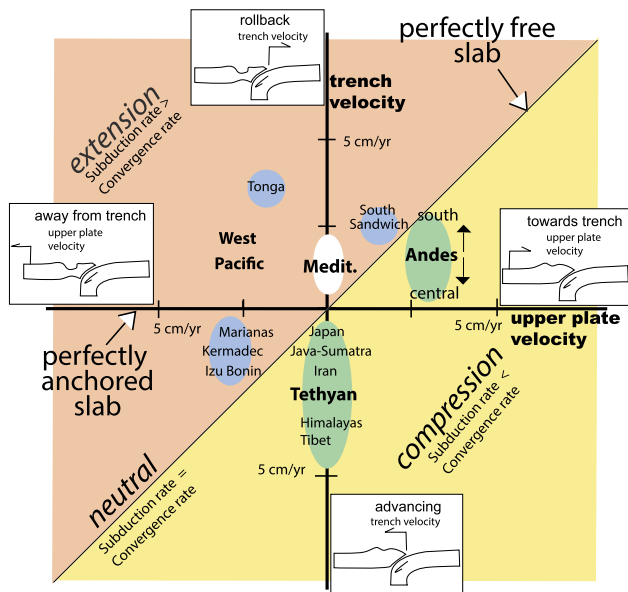 rollback
trench velocity
perfectly free
slab
trench
velocity
extension
Subduction rate >
Convergence rate
5 cm/yr
Tonga
away from trench
upper plate
velocity
West
Pacific
South
Sandwich
south
Medit.
Andes
central
towards trench
upper plate
velocity
5 cm/yr
5 cm/yr
upper plate
velocity
perfectly
anchored
slab
Marianas
Kermadec
Izu Bonin
Japan
Java-Sumatra
Iran
Tethyan
Himalayas
Tibet
compression
Subduction rate <
Convergence rate
neutral
Subduction rate =
Convergence rate
5 cm/yr
advancing
trench velocity